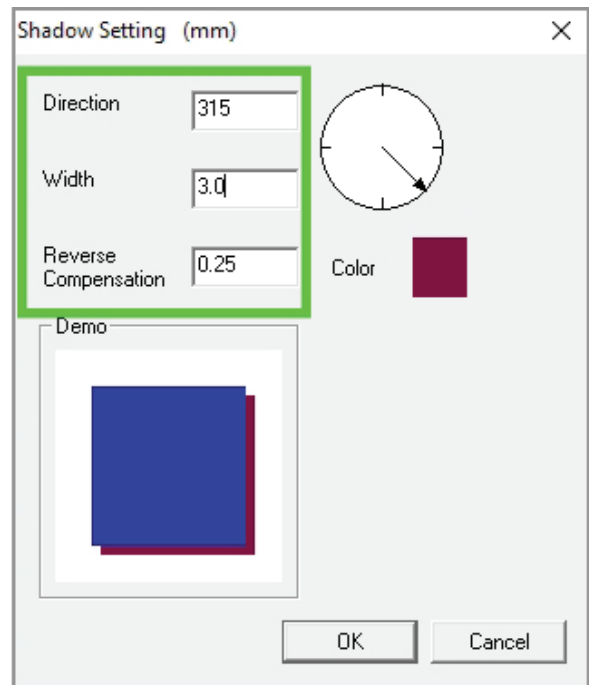 Shadow Setting (mm)
Direction 315
Width 3.0
Reverse
Compensation 0.25
Color
Demo
OK Cancel